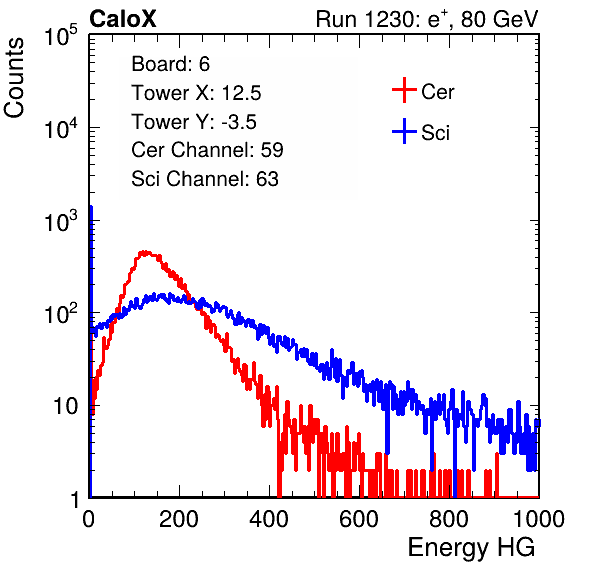 CaloX Run 1230: e⁺, 80 GeV
Counts
Board: 6
Tower X: 12.5
Tower Y: -3.5
Cer Channel: 59
Sci Channel: 63
Cer
Sci
10⁵
10⁴
10³
10²
10
1
0 200 400 600 800 1000
Energy HG